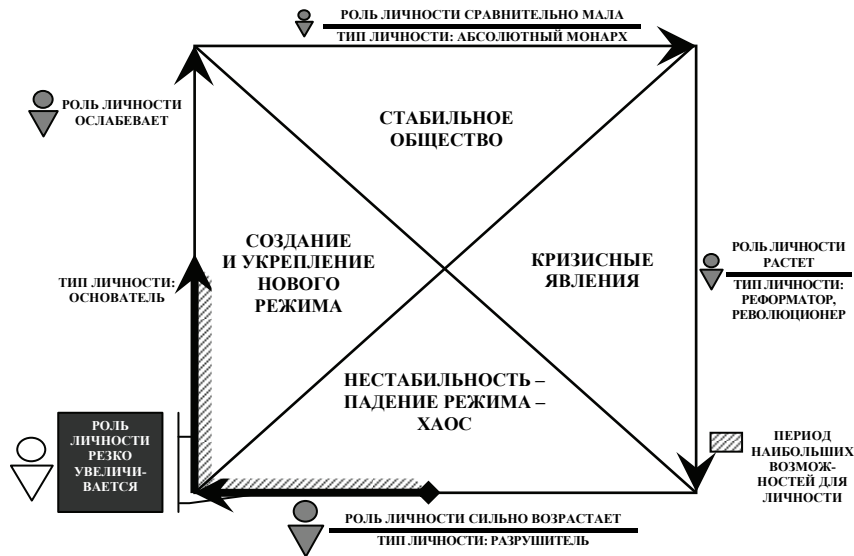 РОЛЬ ЛИЧНОСТИ СРАВНИТЕЛЬНО МАЛА
ТИП ЛИЧНОСТИ: АБСОЛЮТНЫЙ МОНАРХ
РОЛЬ ЛИЧНОСТИ
ОСЛАБЕВАЕТ
СТАБИЛЬНОЕ
ОБЩЕСТВО
СОЗДАНИЕ
И УКРЕПЛЕНИЕ
НОВОГО
РЕЖИМА
КРИЗИСНЫЕ
ЯВЛЕНИЯ
РОЛЬ ЛИЧНОСТИ
РАСТЕТ
ТИП ЛИЧНОСТИ:
РЕФОРМАТОР,
РЕВОЛЮЦИОНЕР
ТИП ЛИЧНОСТИ:
ОСНОВАТЕЛЬ
НЕСТАБИЛЬНОСТЬ –
ПАДЕНИЕ РЕЖИМА –
ХАОС
РОЛЬ
ЛИЧНОСТИ
РЕЗКО
УВЕЛИЧИ-
ВАЕТСЯ
ПЕРИОД
НАИБОЛЬШИХ
ВОЗМОЖ-
НОСТЕЙ ДЛЯ
ЛИЧНОСТИ
РОЛЬ ЛИЧНОСТИ СИЛЬНО ВОЗРАСТАЕТ
ТИП ЛИЧНОСТИ: РАЗРУШИТЕЛЬ